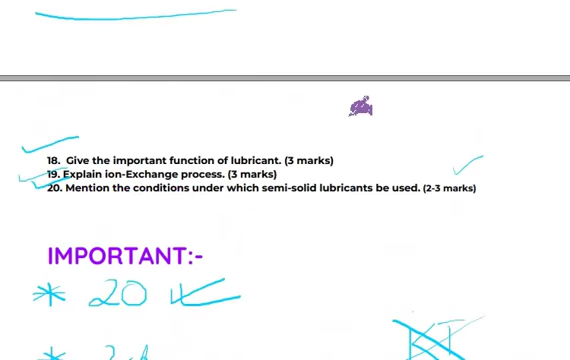 18. Give the important function of lubricant. (3 marks)
19. Explain ion-Exchange process. (3 marks)
20. Mention the conditions under which semi-solid lubricants be used. (2-3 marks)
IMPORTANT:-
* 20